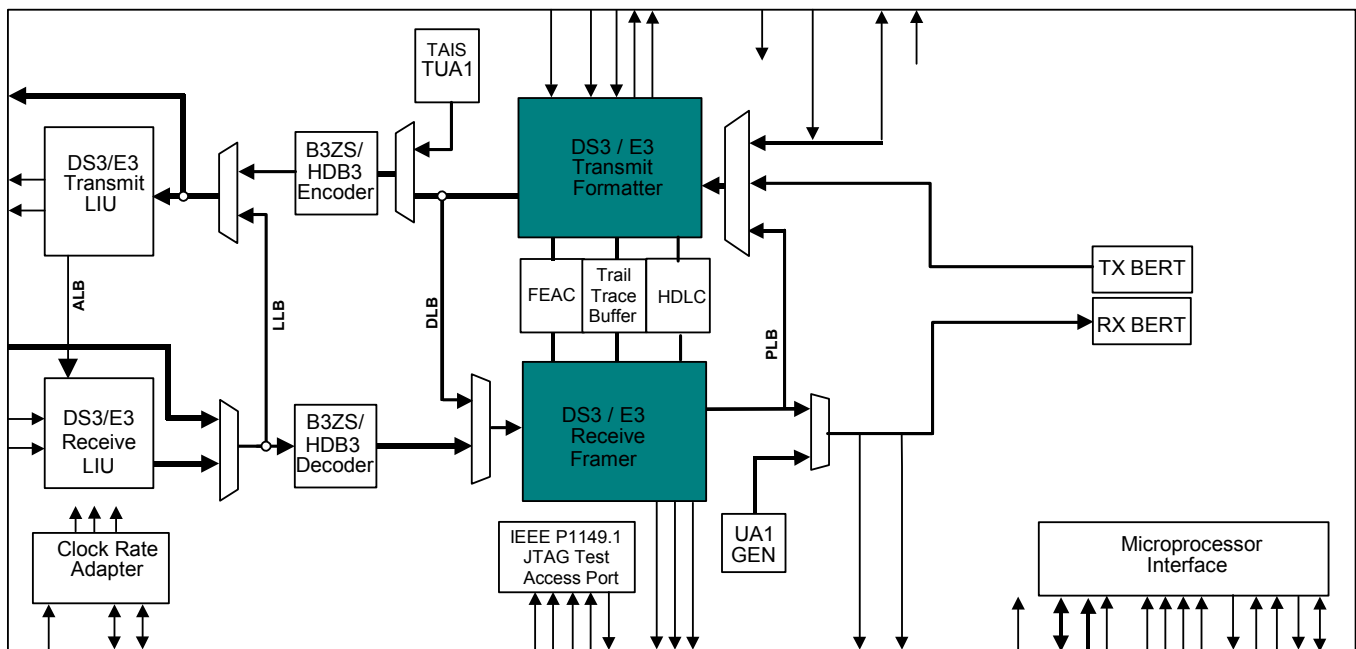 TAIS
TUA1
DS3/E3
Transmit
LIU
B3ZS/
HDB3
Encoder
DS3 / E3
Transmit
Formatter
FEAC
Trail
Trace
Buffer
HDLC
TX BERT
RX BERT
ALB
LLB
DLB
PLB
DS3/E3
Receive
LIU
B3ZS/
HDB3
Decoder
DS3 / E3
Receive
Framer
Clock Rate
Adapter
IEEE P1149.1
JTAG Test
Access Port
UA1
GEN
Microprocessor
Interface